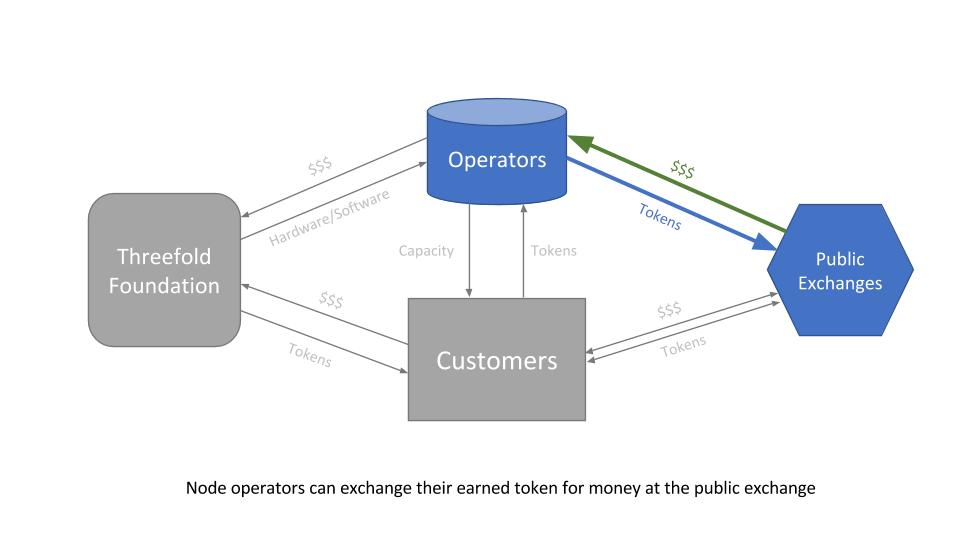 Operators
$$$
$$$
Hardware/Software
Tokens
Threefold
Foundation
Capacity
Tokens
Public
Exchanges
$$$
$$$
Tokens
Customers
Tokens
Node operators can exchange their earned token for money at the public exchange